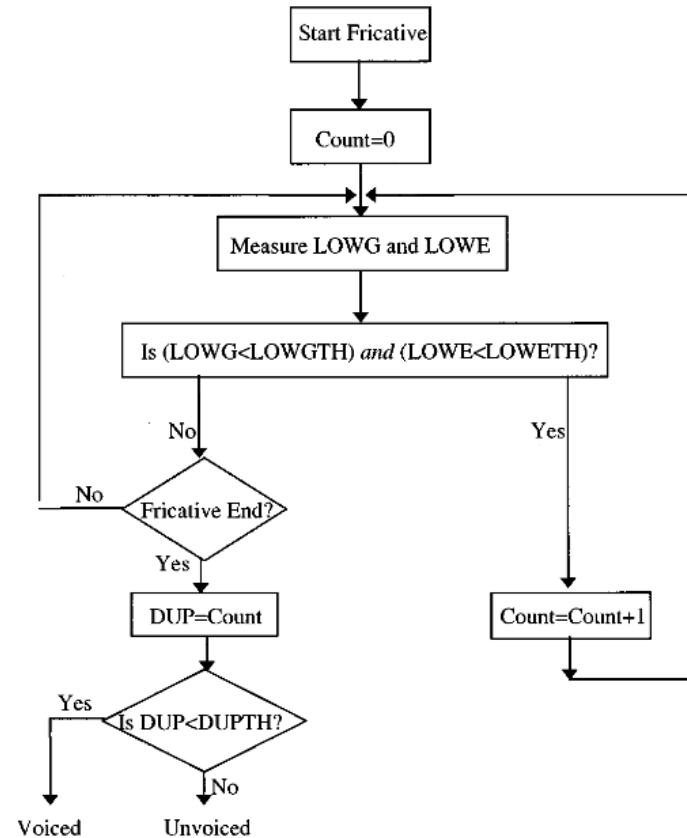 Start Fricative
Count=0
Measure LOWG and LOWE
Is (LOWG<LOWGTH) and (LOWE<LOWETH)?
No
Yes
No
Fricative End?
Yes
DUP=Count
Count=Count+1
Yes
Is DUP<DUPTH?
No
Voiced
Unvoiced